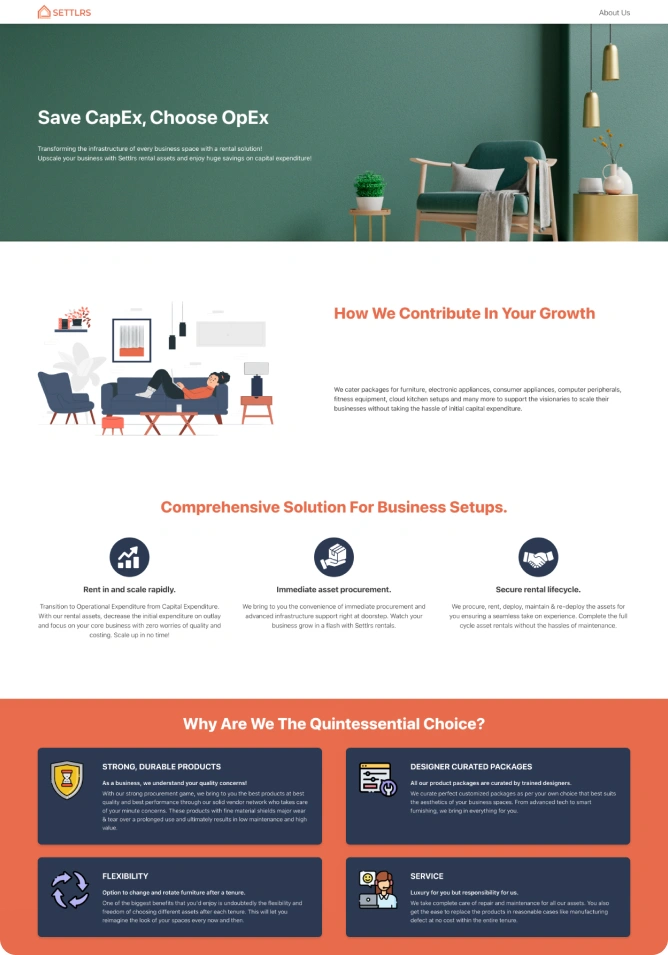 SETTLRS
About Us
Save CapEx, Choose OpEx
Transforming the infrastructure of every business space with a rental solution!
Upscale your business with Settlrs rental assets and enjoy huge savings on capital expenditure!
How We Contribute In Your Growth
We cater packages for furniture, electronic appliances, consumer appliances, computer peripherals,
fitness equipment, cloud kitchen setups and many more to support the visionaries to scale their
businesses without taking the hassle of initial capital expenditure.
Comprehensive Solution For Business Setups.
Rent in and scale rapidly.
Transition to Operational Expenditure from Capital Expenditure.
With our rental assets, decrease the initial expenditure on outlay
and focus on your core business with zero worries of quality and
costing. Scale up in no time!
Immediate asset procurement.
We bring to you the convenience of immediate procurement and
advanced infrastructure support right at doorstep. Watch your
business grow in a flash with Settlrs rentals.
Secure rental lifecycle.
We procure, rent, deploy, maintain & re-deploy the assets for
you ensuring a seamless take on experience. Complete the full
cycle asset rentals without the hassles of maintenance.
Why Are We The Quintessential Choice?
STRONG, DURABLE PRODUCTS
As a business, we understand your quality concerns!
With our strong procurement game, we bring to you the best products at best
quality and best performance through our solid vendor network who takes care
of your minute concerns. These products with fine material shields major wear
& tear over a prolonged use and ultimately results in low maintenance and high
value.
DESIGNER CURATED PACKAGES
All our product packages are curated by trained designers.
We curate perfect customized packages as per your own choice that best suits
the aesthetics of your business spaces. From advanced tech to smart
furnishing, we bring in everything for you.
FLEXIBILITY
Option to change and rotate furniture after a tenure.
One of the biggest benefits that you'd enjoy is undoubtedly the flexibility and
freedom of choosing different assets after each tenure. This will let you
reimagine the look of your spaces every now and then.
SERVICE
Luxury for you but responsibility for us.
We take complete care of repair and maintenance for all our assets. You also
get the ease to replace the products in reasonable cases like manufacturing
defect at no cost within the entire tenure.